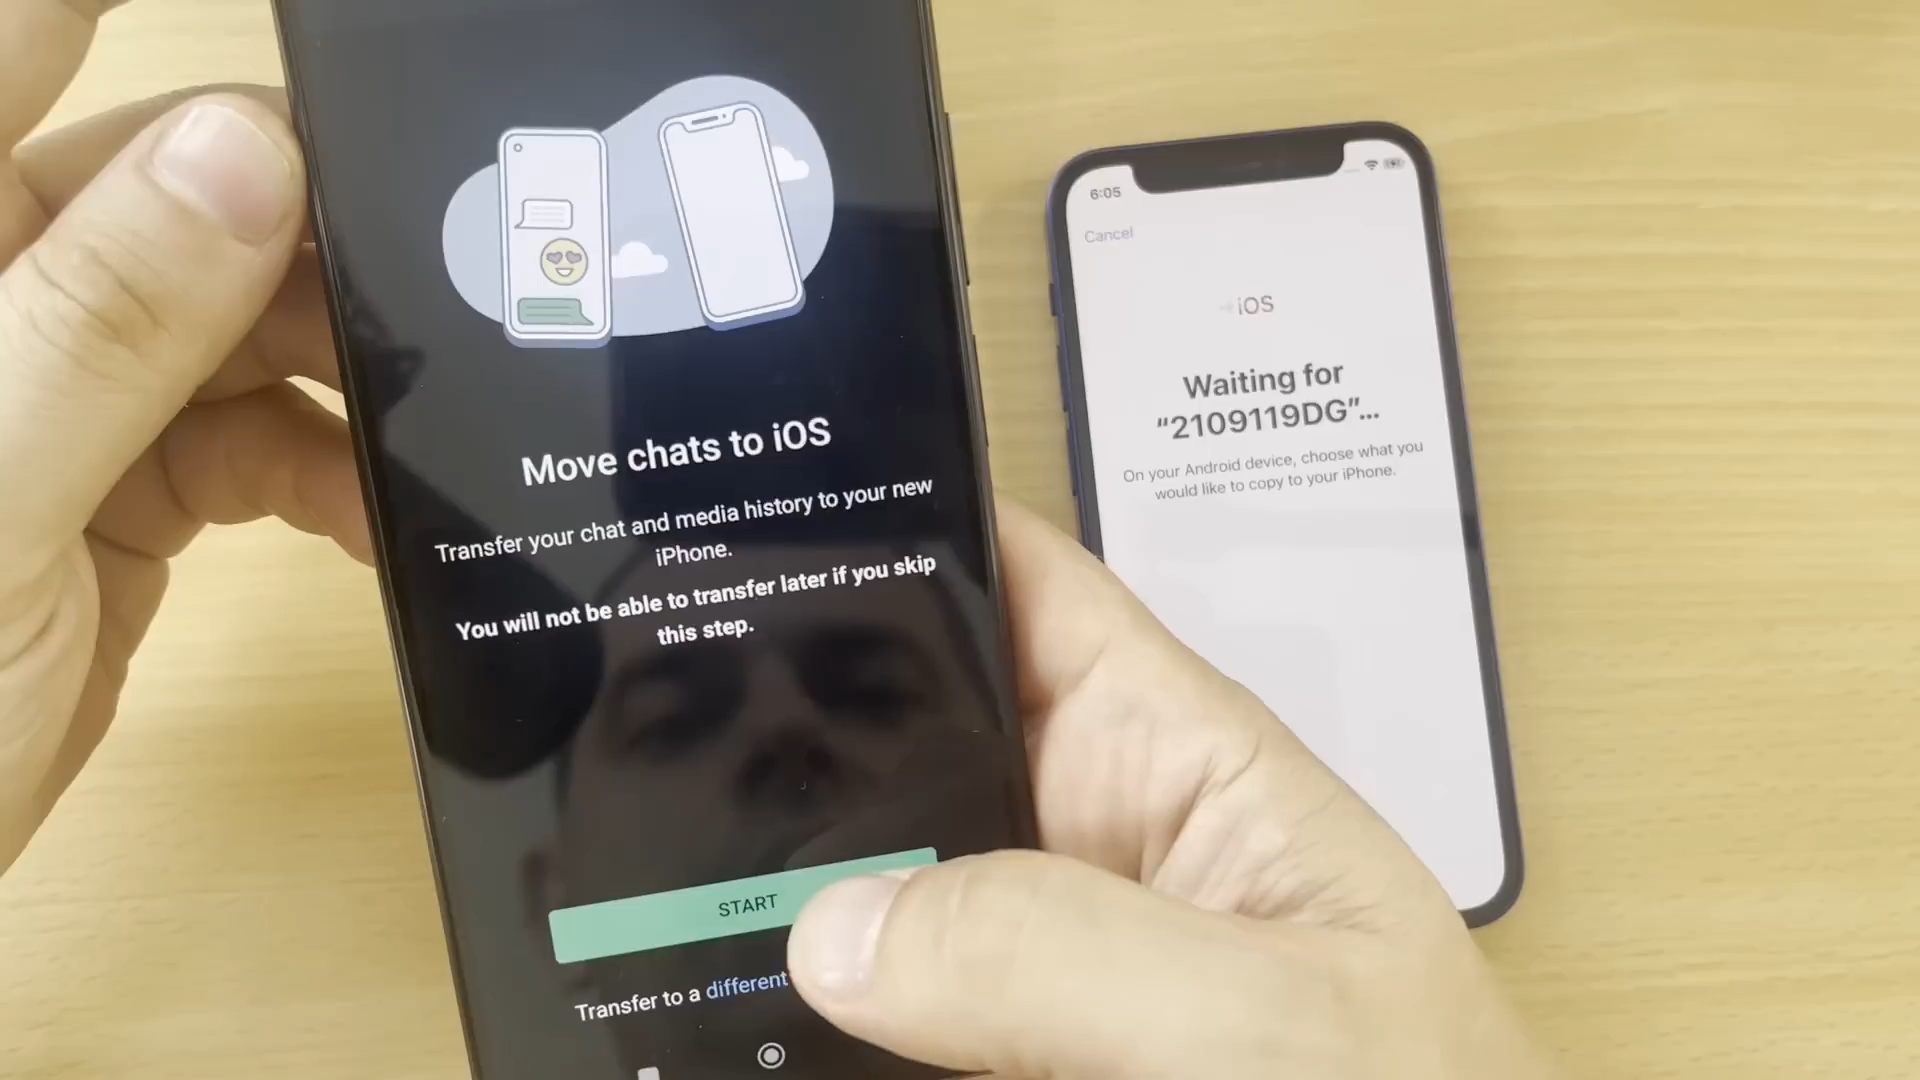 Move chats to iOS
Transfer your chat and media history to your new
iPhone.
You will not be able to transfer later if you skip
this step.
START
Transfer to a different
6:05
Cancel
iOS
Waiting for
“2109119DG”...
On your Android device, choose what you
would like to copy to your iPhone.